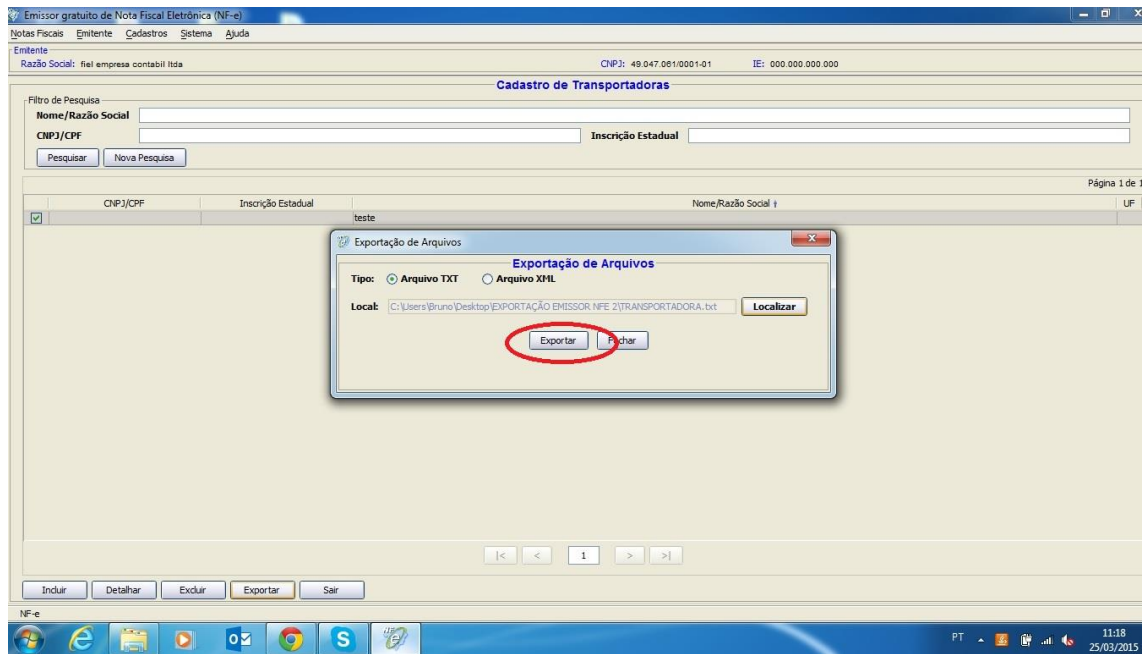 Emissor gratuito de Nota Fiscal Eletrônica (NF-e)
Notas Fiscais Emitente Cadastros Sistema Ajuda
Emitente
Razão Social: fiel empresa contabil ltda CNPJ: 49.047.061/0001-01 IE: 000.000.000.000
Cadastro de Transportadores
Filtro de Pesquisa
Nome/Razão Social
CNPJ/CPF Inscrição Estadual
Pesquisar Nova Pesquisa
Página 1 de 1
CNPJ/CPF Inscrição Estadual Nome/Razão Social UF
teste
Exportação de Arquivos
Exportação de Arquivos
Tipo: Arquivo TXT Arquivo XML
Local: C:\Users\Bruno\Desktop\EXPORTAÇÃO EMISSOR NFE 2\TRANSPORTADORA.txt Localizar
Exportar Fechar
|< < 1 > >|
Incluir Detalhar Excluir Exportar Sair
NF-e
PT 11:18
25/03/2015